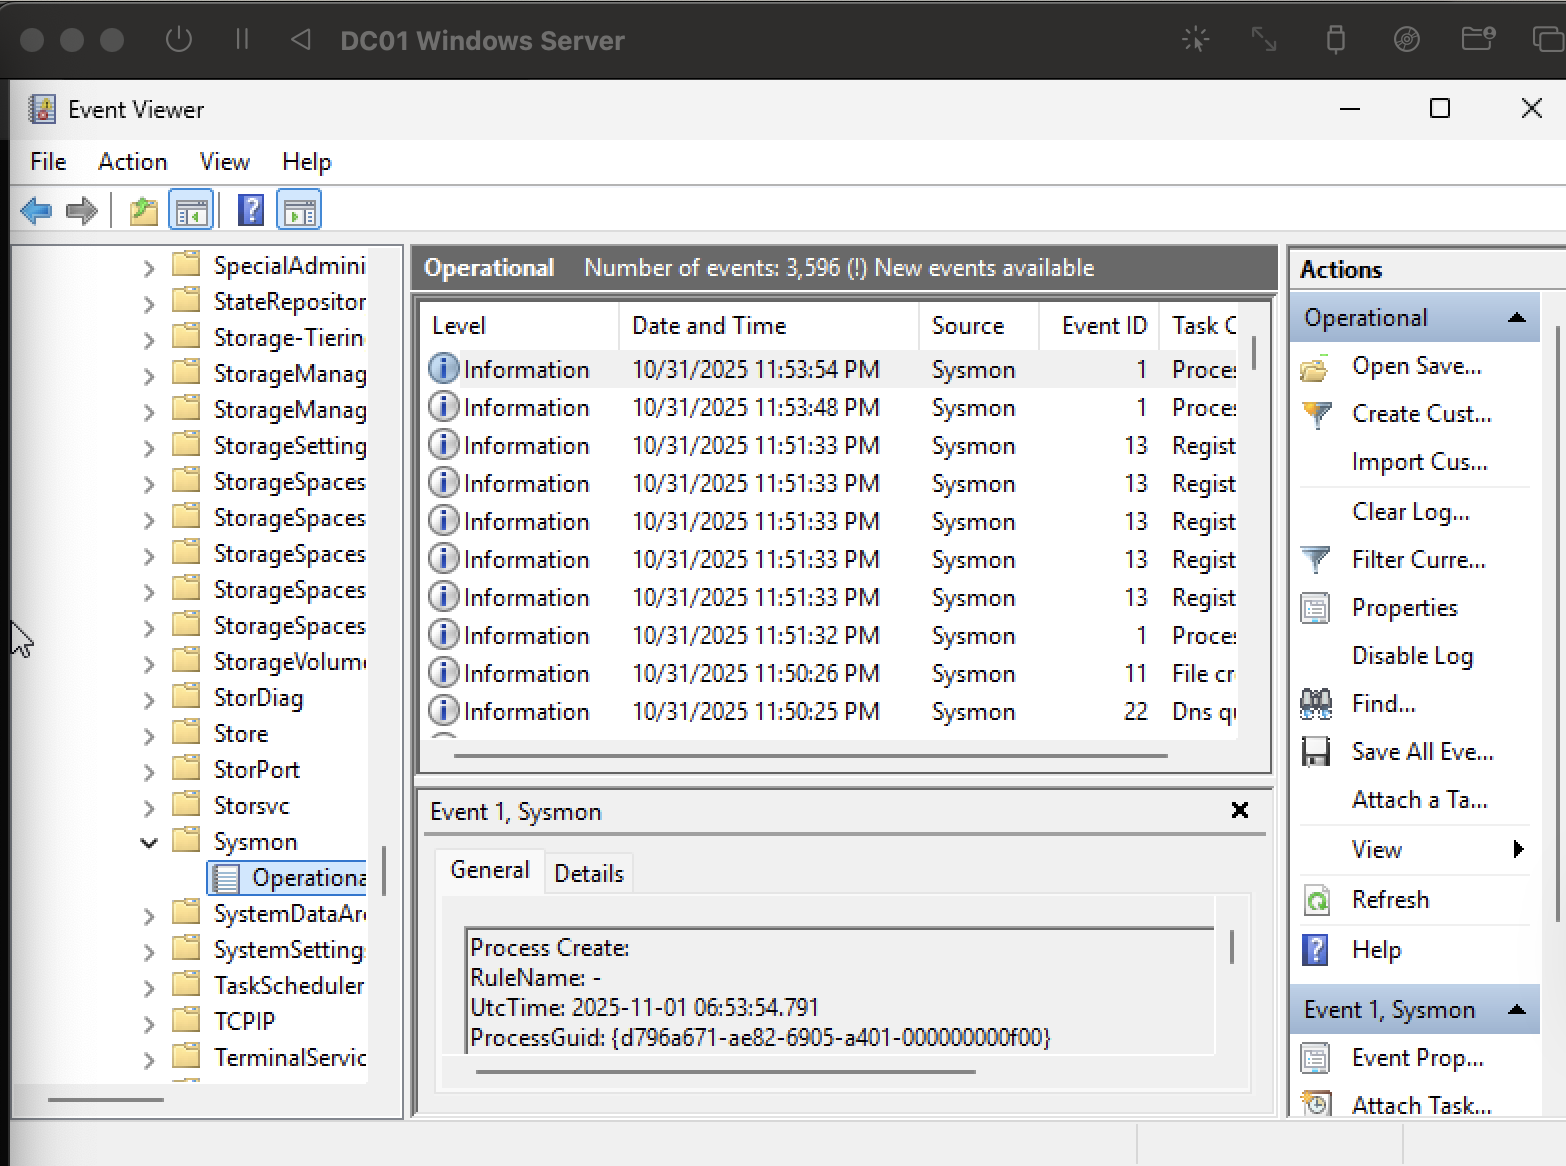 DC01 Windows Server
Event Viewer
File Action View Help
SpecialAdmini
StateRepositor
Storage-Tierin
StorageManag
StorageManag
StorageSetting
StorageSpaces
StorageSpaces
StorageSpaces
StorageSpaces
StorageSpaces
StorageVolum
StorDiag
Store
StorPort
Storsvc
Sysmon
Operationa
SystemDataAr
SystemSetting
TaskScheduler
TCPIP
TerminalServic
Operational Number of events: 3,596 (!) New events available
Level Date and Time Source Event ID Task C
Information 10/31/2025 11:53:54 PM Sysmon 1 Proces
Information 10/31/2025 11:53:48 PM Sysmon 1 Proces
Information 10/31/2025 11:51:33 PM Sysmon 13 Regist
Information 10/31/2025 11:51:33 PM Sysmon 13 Regist
Information 10/31/2025 11:51:33 PM Sysmon 13 Regist
Information 10/31/2025 11:51:33 PM Sysmon 13 Regist
Information 10/31/2025 11:51:33 PM Sysmon 13 Regist
Information 10/31/2025 11:51:32 PM Sysmon 1 Proces
Information 10/31/2025 11:50:26 PM Sysmon 11 File cr
Information 10/31/2025 11:50:25 PM Sysmon 22 Dns qu
Event 1, Sysmon
General Details
Process Create:
RuleName: -
UtcTime: 2025-11-01 06:53:54.791
ProcessGuid: {d796a671-ae82-6905-a401-000000000f00}
Actions
Operational
Open Save...
Create Cust...
Import Cus...
Clear Log...
Filter Curre...
Properties
Disable Log
Find...
Save All Eve...
Attach a Ta...
View
Refresh
Help
Event 1, Sysmon
Event Prop...
Attach Task...